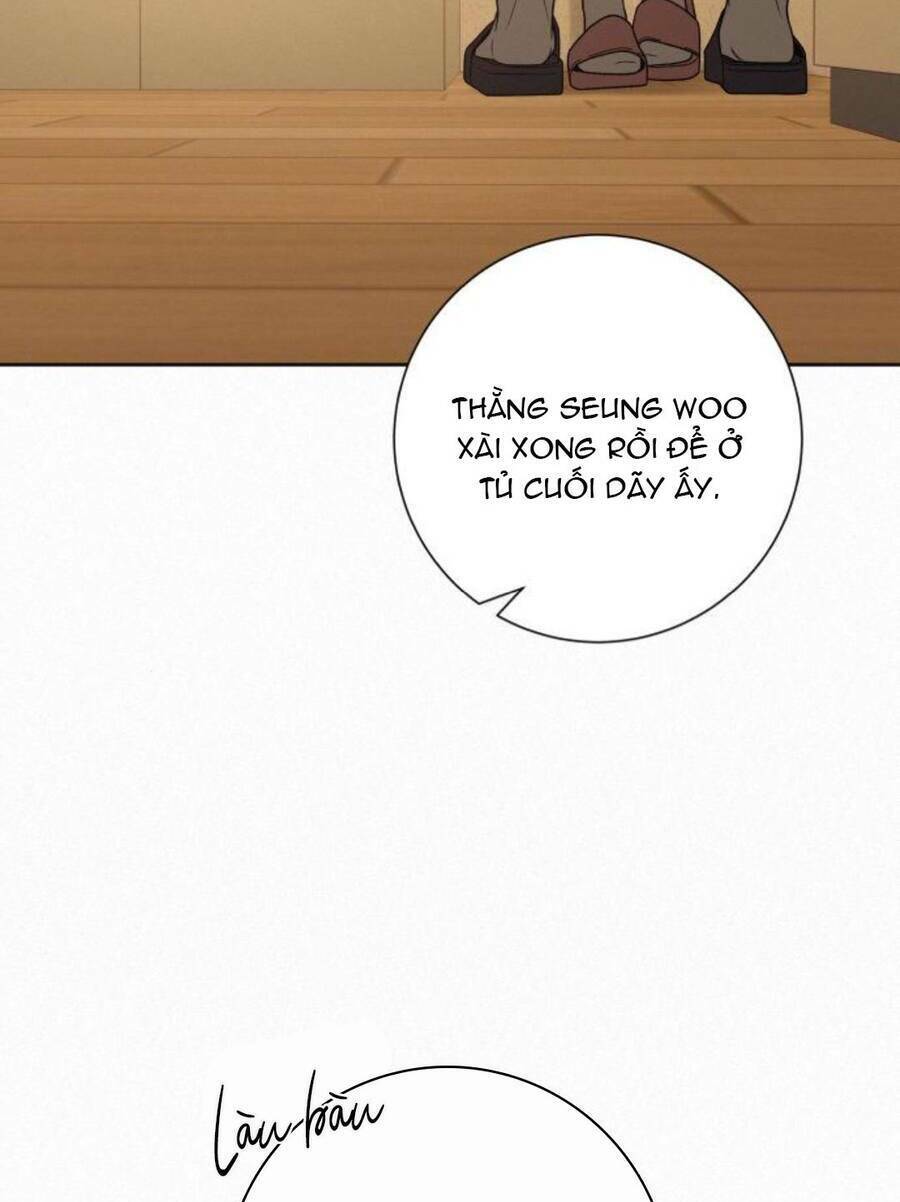 THẰNG SEUNG WOO
XÀI XONG RỒI ĐỂ Ở
TỦ CUỐI DÃY ẤY.
Làu bàu